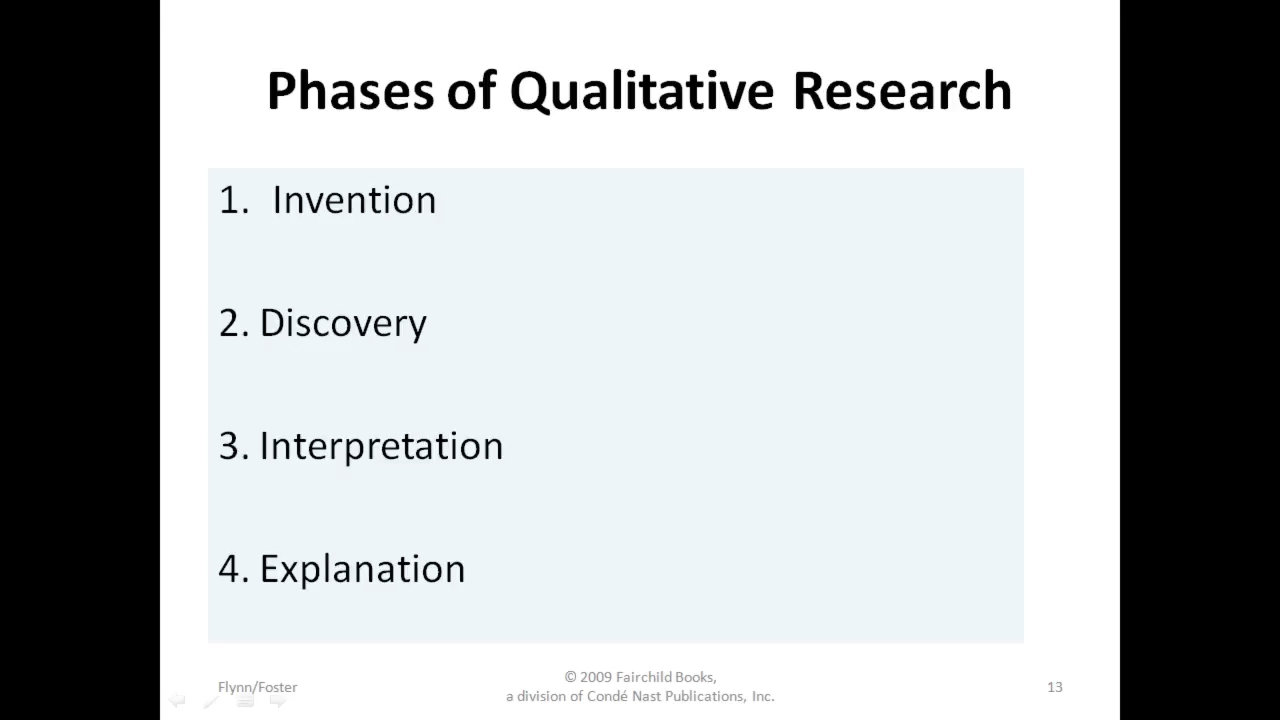 Phases of Qualitative Research
1. Invention
2. Discovery
3. Interpretation
4. Explanation
Flynn/Foster
© 2009 Fairchild Books,
a division of Condé Nast Publications, Inc.
13